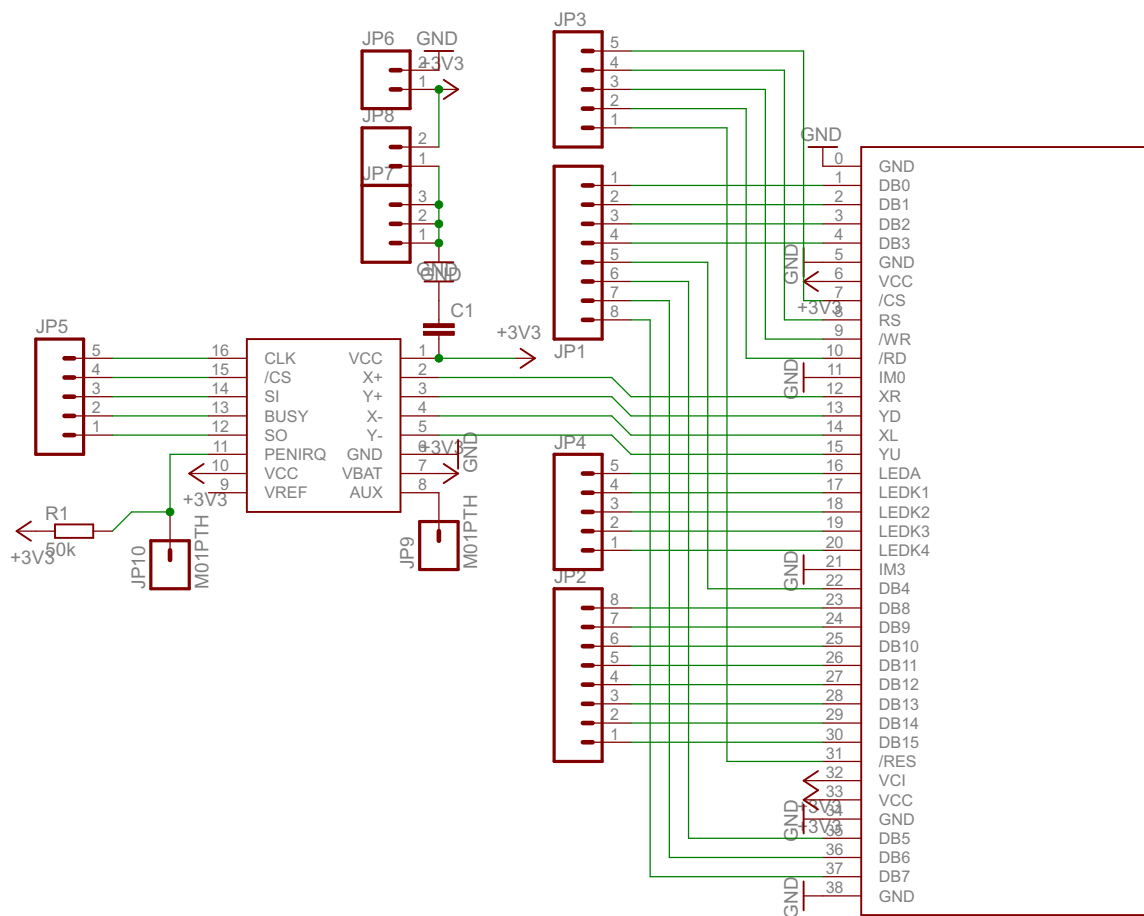 JP3
JP6
GND
5
4
3
2
1
2
+3V3
1
JP8
2
1
JP7
3
2
1
GND
GND
C1
+3V3
1
2
3
4
5
6
7
8
JP1
JP5
5
4
3
2
1
16 CLK
15 /CS
14 SI
13 BUSY
12 SO
11 PENIRQ
10 VCC
9 VREF
+3V3
VCC 1
X+ 2
Y+ 3
X- 4
Y- 5
GND 6
VBAT 7
AUX 8
+3V3
GND
R1
50k
+3V3
JP10
M01PTH
JP9
M01PTH
JP4
5
4
3
2
1
JP2
8
7
6
5
4
3
2
1
GND
0 GND
1 DB0
2 DB1
3 DB2
4 DB3
5 GND
GND
6 VCC
+3V3
7 /CS
8 RS
9 /WR
10 /RD
11 IM0
GND
12 XR
13 YD
14 XL
15 YU
16 LEDA
17 LEDK1
18 LEDK2
19 LEDK3
20 LEDK4
21 IM3
GND
22 DB4
23 DB8
24 DB9
25 DB10
26 DB11
27 DB12
28 DB13
29 DB14
30 DB15
31 /RES
32 VCI
+3V3
33 VCC
+3V3
34 GND
GND
35 DB5
36 DB6
37 DB7
38 GND
GND